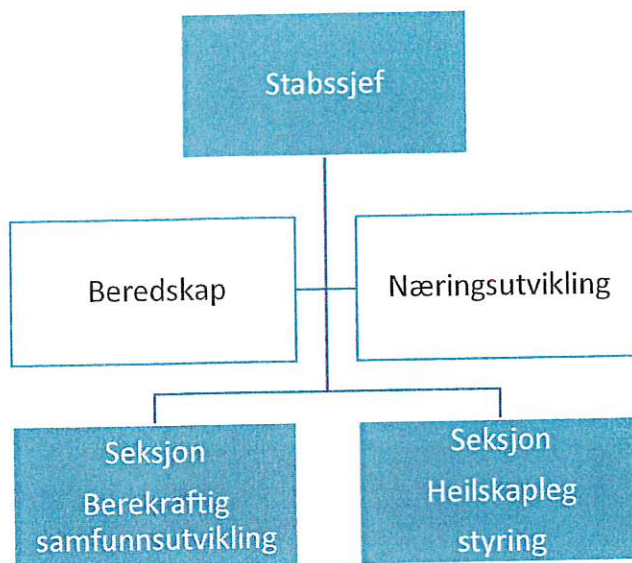 Stabssjef
Beredskap
Næringsutvikling
Seksjon
Berekraftig
samfunnsutvikling
Seksjon
Heilskapleg
styring